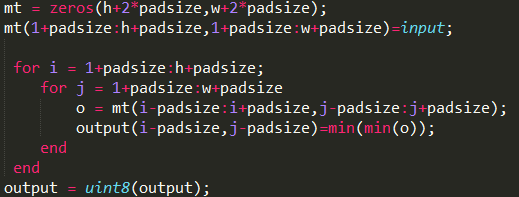 mt = zeros(h+2*padsize,w+2*padsize);
mt(1+padsize:h+padsize,1+padsize:w+padsize)=input;
for i = 1+padsize:h+padsize;
for j = 1+padsize:w+padsize
o = mt(i-padsize:i+padsize,j-padsize:j+padsize);
output(i-padsize,j-padsize)=min(min(o));
end
end
output = uint8(output);